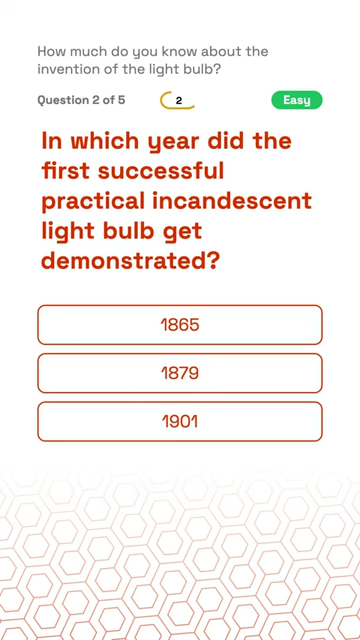 How much do you know about the
invention of the light bulb?
Question 2 of 5
2
Easy
In which year did the
first successful
practical incandescent
light bulb get
demonstrated?
1865
1879
1901